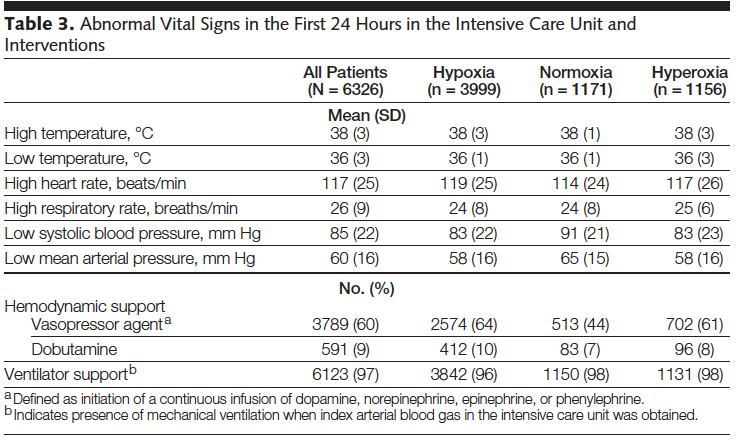 Table 3. Abnormal Vital Signs in the First 24 Hours in the Intensive Care Unit and
Interventions
All Patients (N = 6326) Hypoxia (n = 3999) Normoxia (n = 1171) Hyperoxia (n = 1156)
Mean (SD)
High temperature, °C 38 (3) 38 (3) 38 (1) 38 (3)
Low temperature, °C 36 (3) 36 (1) 36 (1) 36 (3)
High heart rate, beats/min 117 (25) 119 (25) 114 (24) 117 (26)
High respiratory rate, breaths/min 26 (9) 24 (8) 24 (8) 25 (6)
Low systolic blood pressure, mm Hg 85 (22) 83 (22) 91 (21) 83 (23)
Low mean arterial pressure, mm Hg 60 (16) 58 (16) 65 (15) 58 (16)
No. (%)
Hemodynamic support
Vasopressor agent a 3789 (60) 2574 (64) 513 (44) 702 (61)
Dobutamine 591 (9) 412 (10) 83 (7) 96 (8)
Ventilator support b 6123 (97) 3842 (96) 1150 (98) 1131 (98)
a Defined as initiation of a continuous infusion of dopamine, norepinephrine, epinephrine, or phenylephrine.
b Indicates presence of mechanical ventilation when index arterial blood gas in the intensive care unit was obtained.